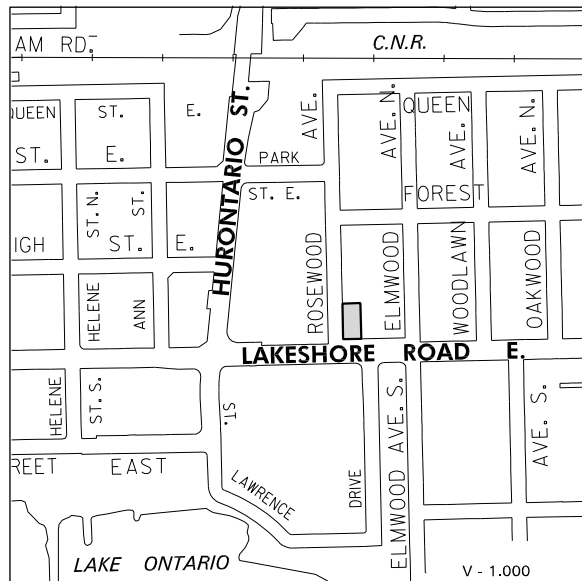 C.N.R.
AM RD.
QUEEN ST. E.
QUEEN
ST. E.
PARK
ST. E.
FOREST
IGH ST. E.
HURONTARIO ST.
ROSEWOOD AVE.
ELMWOOD AVE. N.
WOODLAWN AVE.
OAKWOOD AVE. N.
HELENE ST. N.
ANN ST.
LAKESHORE ROAD E.
HELENE ST. S.
REET EAST
ST.
LAWRENCE
DRIVE
ELMWOOD AVE. S.
AVE. S.
LAKE ONTARIO
V - 1.000